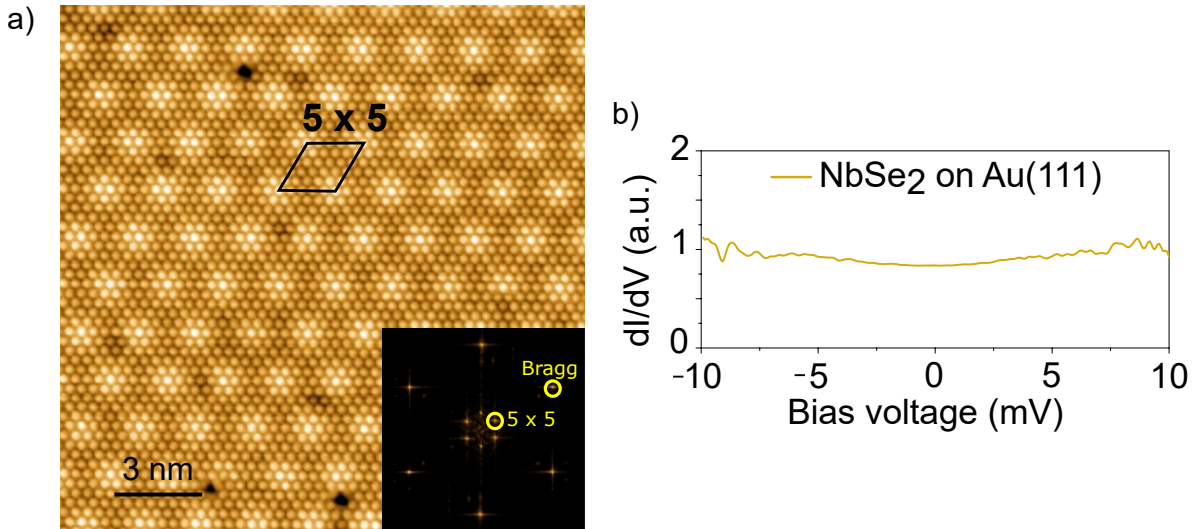 a)
5 x 5
Bragg
5 x 5
3 nm
b)
2
NbSe2 on Au(111)
1
0
dI/dV (a.u.)
−10 −5 0 5 10
Bias voltage (mV)